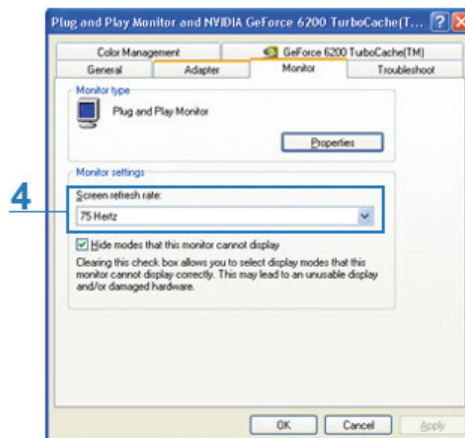 Plug and Play Monitor and NVIDIA GeForce 6200 TurboCache(T...
Color Management
GeForce 6200 TurboCache(TM)
General
Adapter
Monitor
Troubleshoot
Monitor type
Plug and Play Monitor
Properties
Monitor settings
4
Screen refresh rate:
75 Hertz
Hide modes that this monitor cannot display
Clearing this check box allows you to select display modes that this
monitor cannot display correctly. This may lead to an unusable display
and/or damaged hardware.
OK
Cancel
Apply